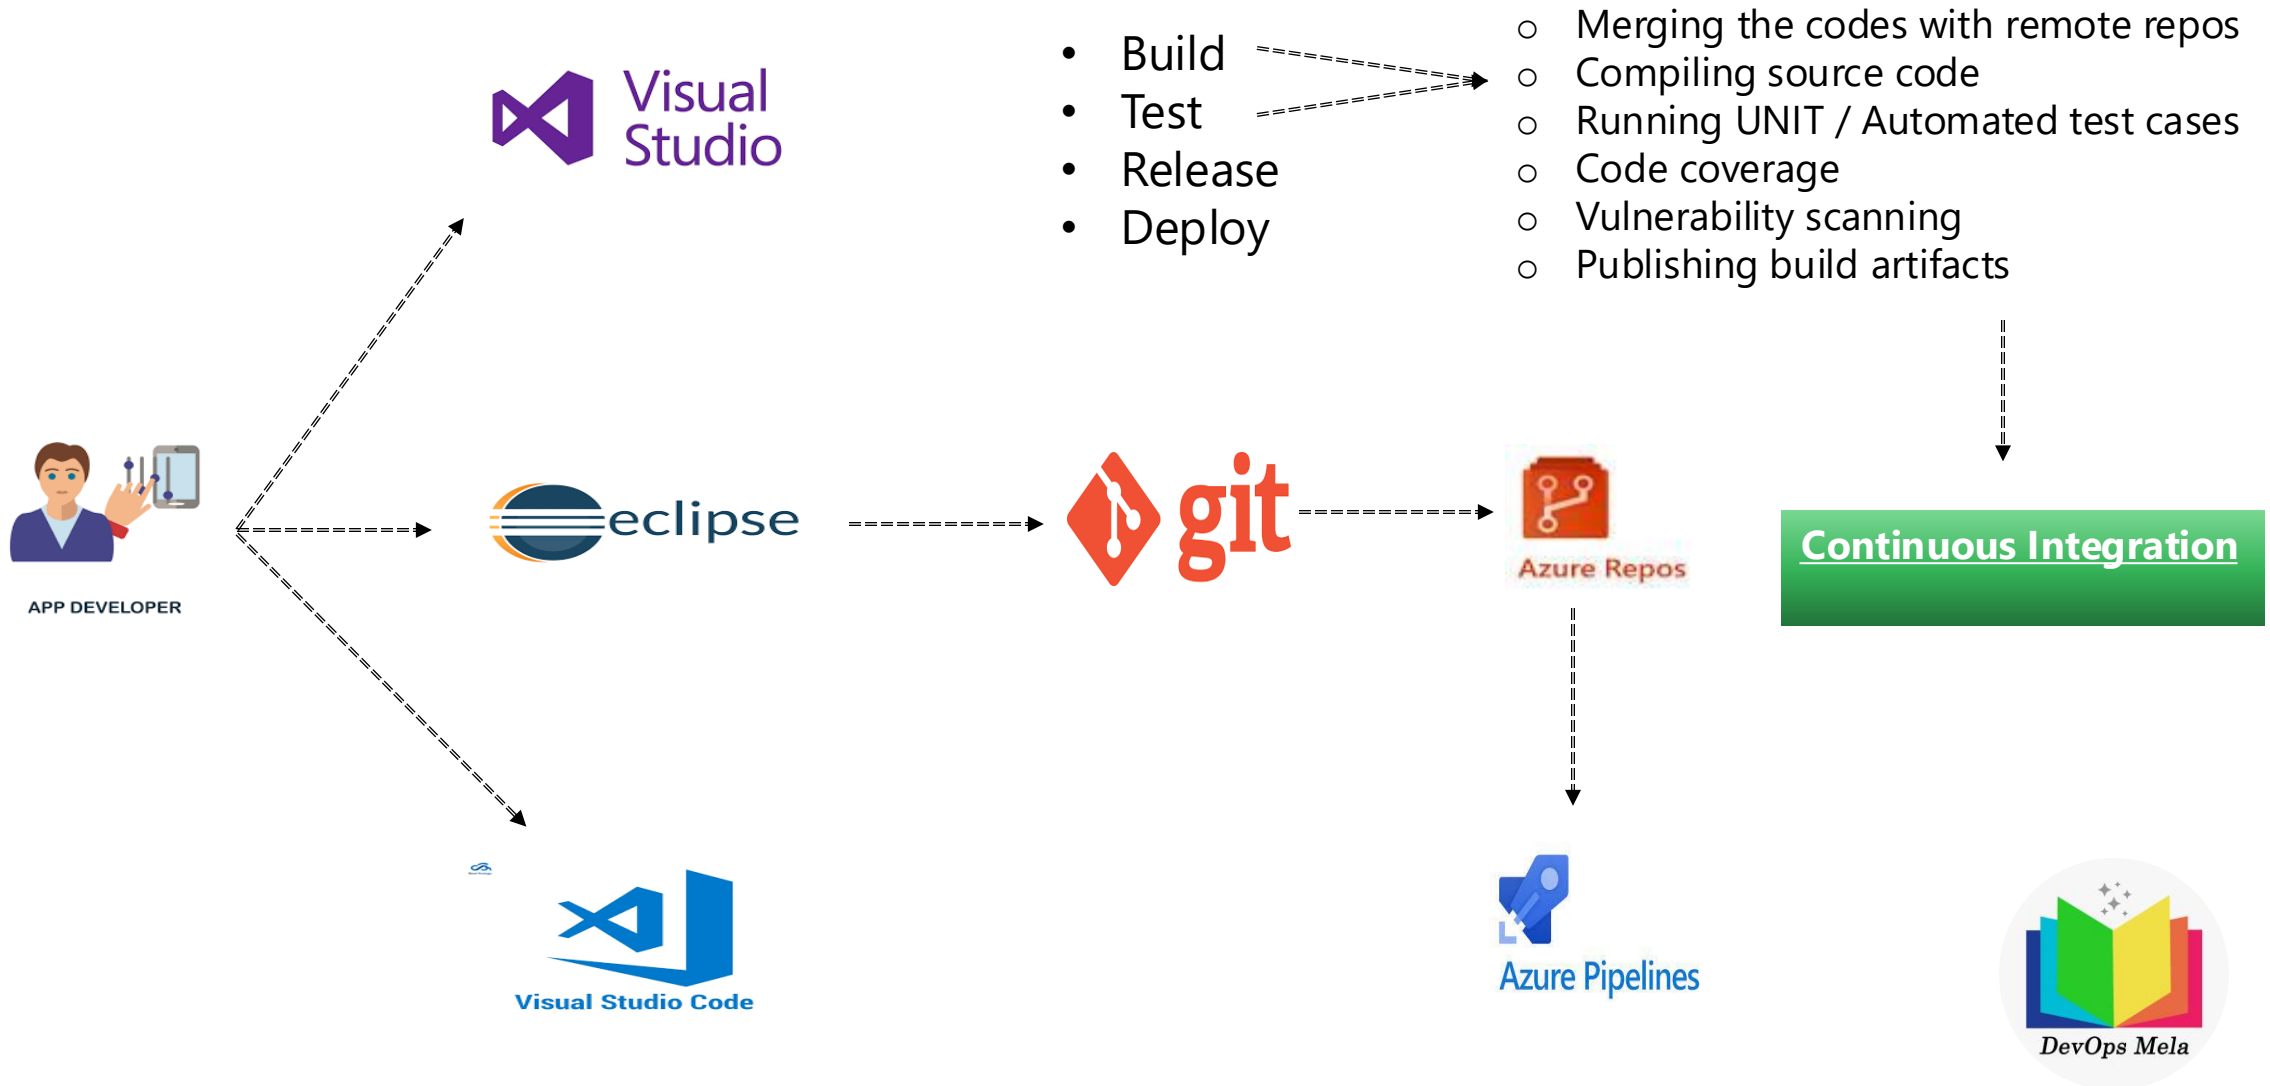 Visual
Studio
• Build
• Test
• Release
• Deploy
o Merging the codes with remote repos
o Compiling source code
o Running UNIT / Automated test cases
o Code coverage
o Vulnerability scanning
o Publishing build artifacts
APP DEVELOPER
eclipse
git
Azure Repos
Continuous Integration
Visual Studio Code
Azure Pipelines
DevOps Mela